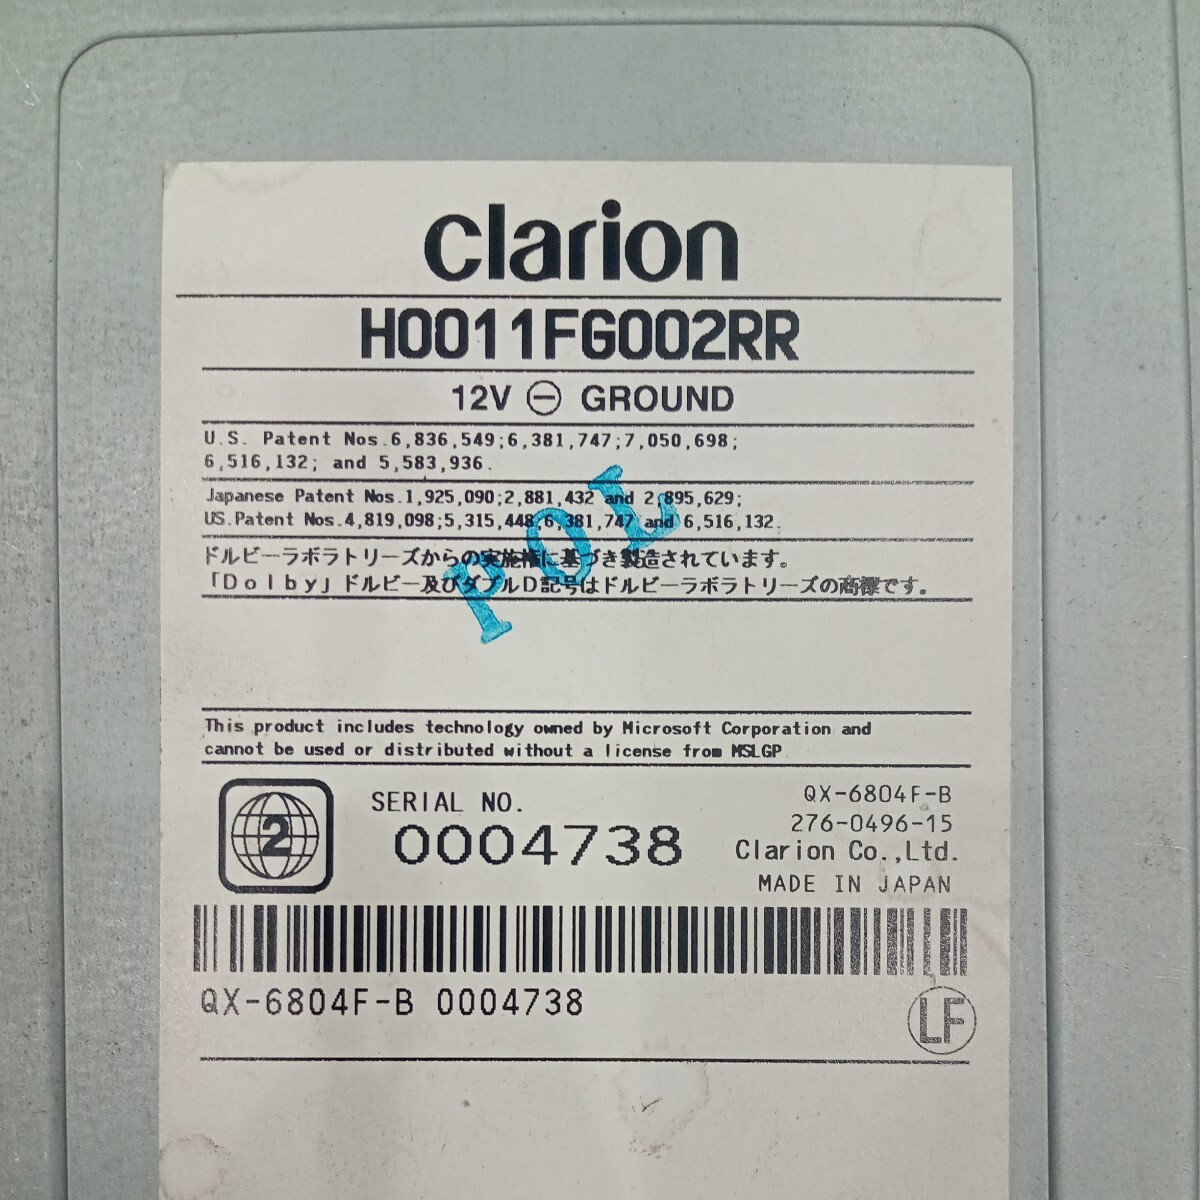 clarion
H0011FG002RR
12V ⊖ GROUND
U.S. Patent Nos.6,836,549;6,381,747;7,050,698;
6,516,132; and 5,583,936.
Japanese Patent Nos.1,925,090;2,881,432 and 2,895,629;
US.Patent Nos.4,819,098;5,315,448,6,381,747 and 6,516,132.
ドルビーラボラトリーズからの実施権に基づき製造されています。
「Dolby」ドルビー及びダブルD記号はドルビーラボラトリーズの商標です。
POL
This product includes technology owned by Microsoft Corporation and
cannot be used or distributed without a license from MSLGP.
2
SERIAL NO.
0004738
QX-6804F-B
276-0496-15
Clarion Co.,Ltd.
MADE IN JAPAN
QX-6804F-B 0004738
LF